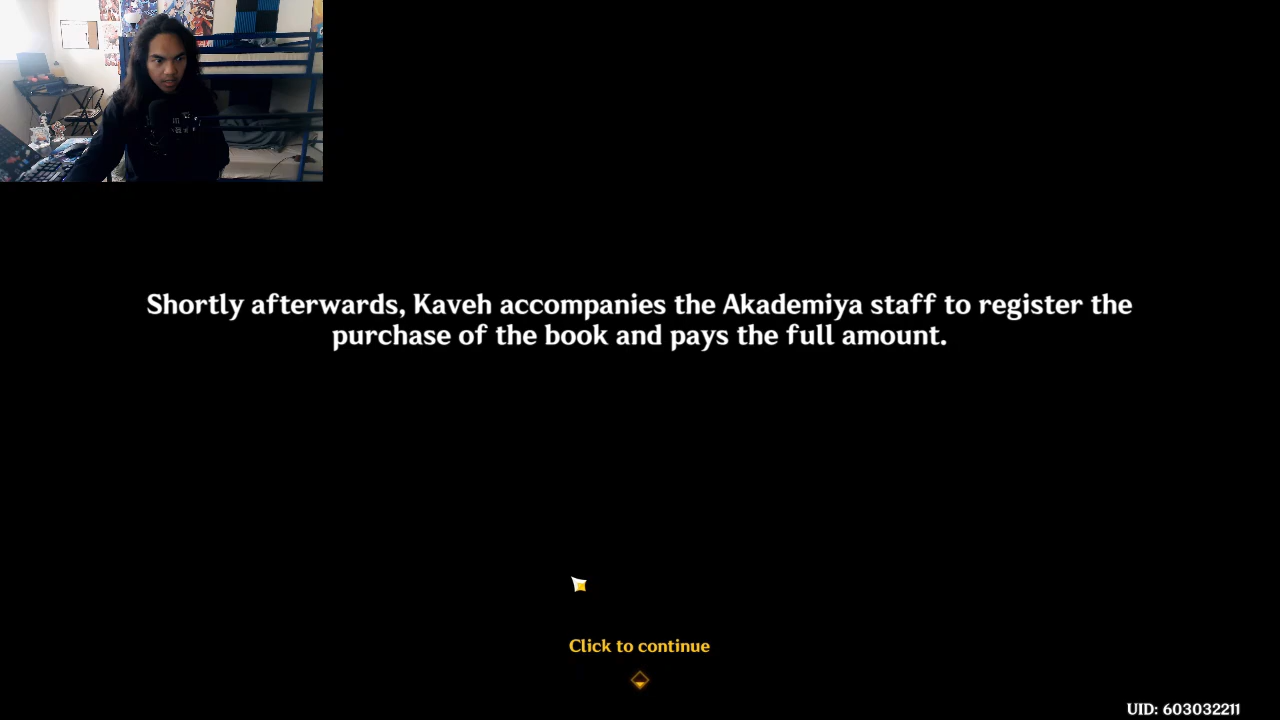 Shortly afterwards, Kaveh accompanies the Akademiya staff to register the
purchase of the book and pays the full amount.
Click to continue
UID: 603032211